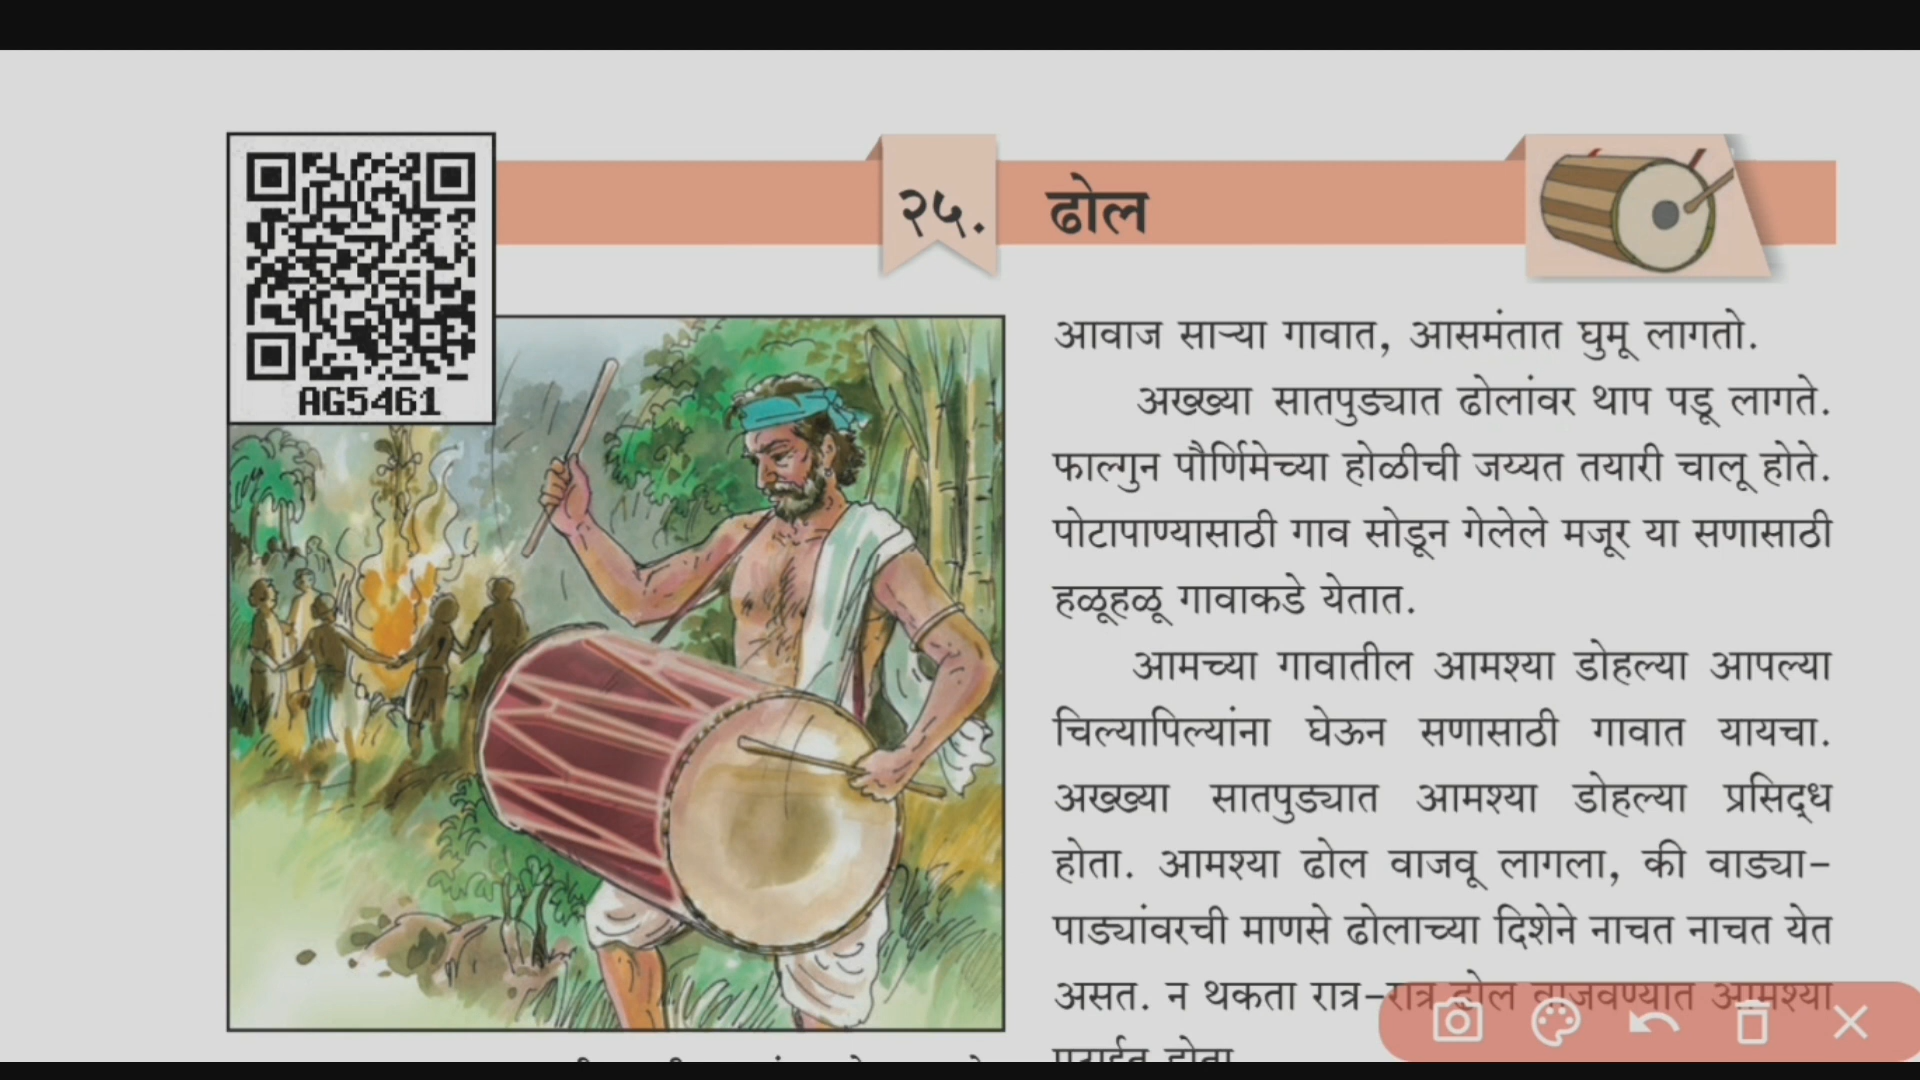 AG5461
२५. ढोल
आवाज साऱ्या गावात, आसमंतात घुमू लागतो.
अख्ख्या सातपुड्यात ढोलांवर थाप पडू लागते.
फाल्गुन पौर्णिमेच्या होळीची जय्यत तयारी चालू होते.
पोटापाण्यासाठी गाव सोडून गेलेले मजूर या सणासाठी
हळूहळू गावाकडे येतात.
आमच्या गावातील आमश्या डोहल्या आपल्या
चिल्यापिल्यांना घेऊन सणासाठी गावात यायचा.
अख्ख्या सातपुड्यात आमश्या डोहल्या प्रसिद्ध
होता. आमश्या ढोल वाजवू लागला, की वाड्या-
पाड्यांवरची माणसे ढोलाच्या दिशेने नाचत नाचत येत
असत. न थकता रात्र-रात्र ढोल वाजवण्यात आमश्या